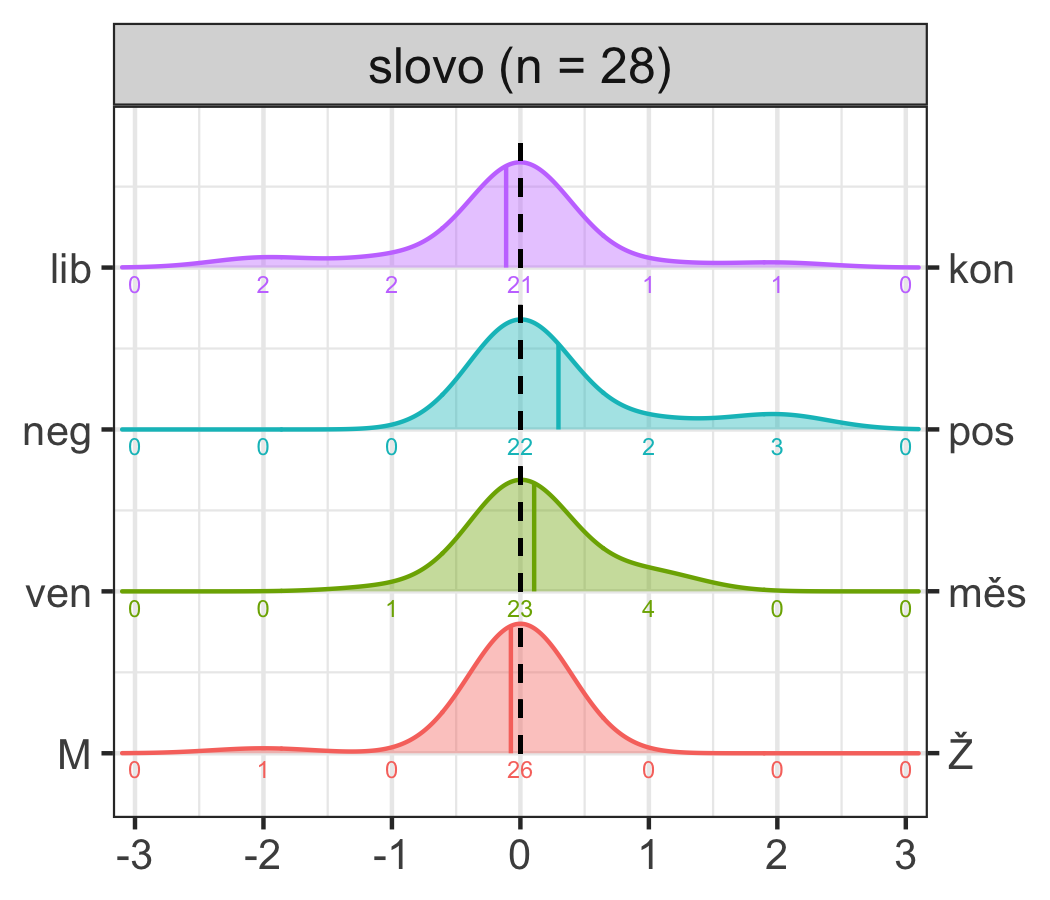 slovo (n = 28)
lib kon
0 2 2 21 1 1 0
neg pos
0 0 0 22 2 3 0
ven měs
0 0 1 23 4 0 0
M Ž
0 1 0 26 0 0 0
-3 -2 -1 0 1 2 3